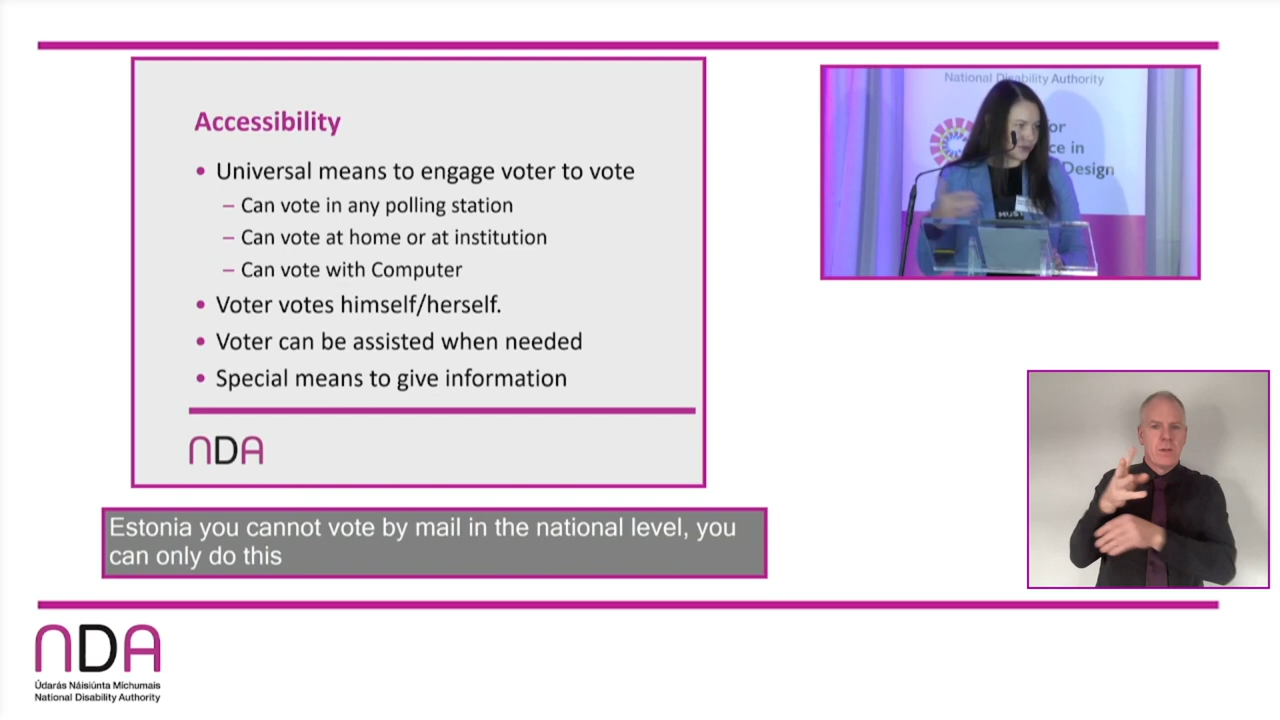 Accessibility
• Universal means to engage voter to vote
– Can vote in any polling station
– Can vote at home or at institution
– Can vote with Computer
• Voter votes himself/herself.
• Voter can be assisted when needed
• Special means to give information
NDA
National Disability Authority
for
ce in
Design
MUST
Estonia you cannot vote by mail in the national level, you
can only do this
NDA
Údarás Náisiúnta Míchumais
National Disability Authority